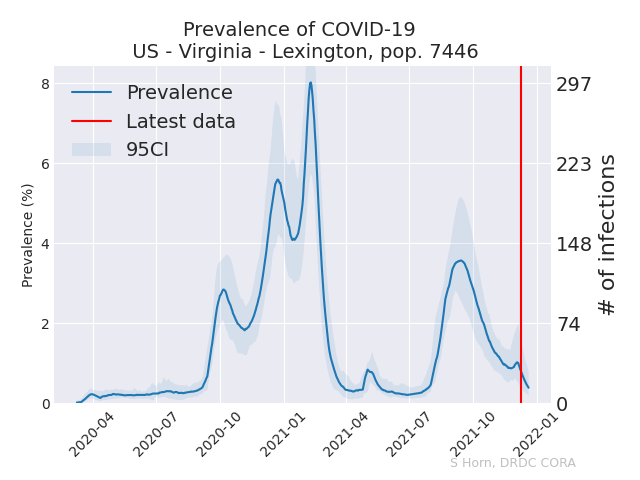 Prevalence of COVID-19
US - Virginia - Lexington, pop. 7446
Prevalence
Latest data
95CI
Prevalence (%)
8
6
4
2
0
# of infections
297
223
148
74
0
2020-04
2020-07
2020-10
2021-01
2021-04
2021-07
2021-10
2022-01
S Horn, DRDC CORA